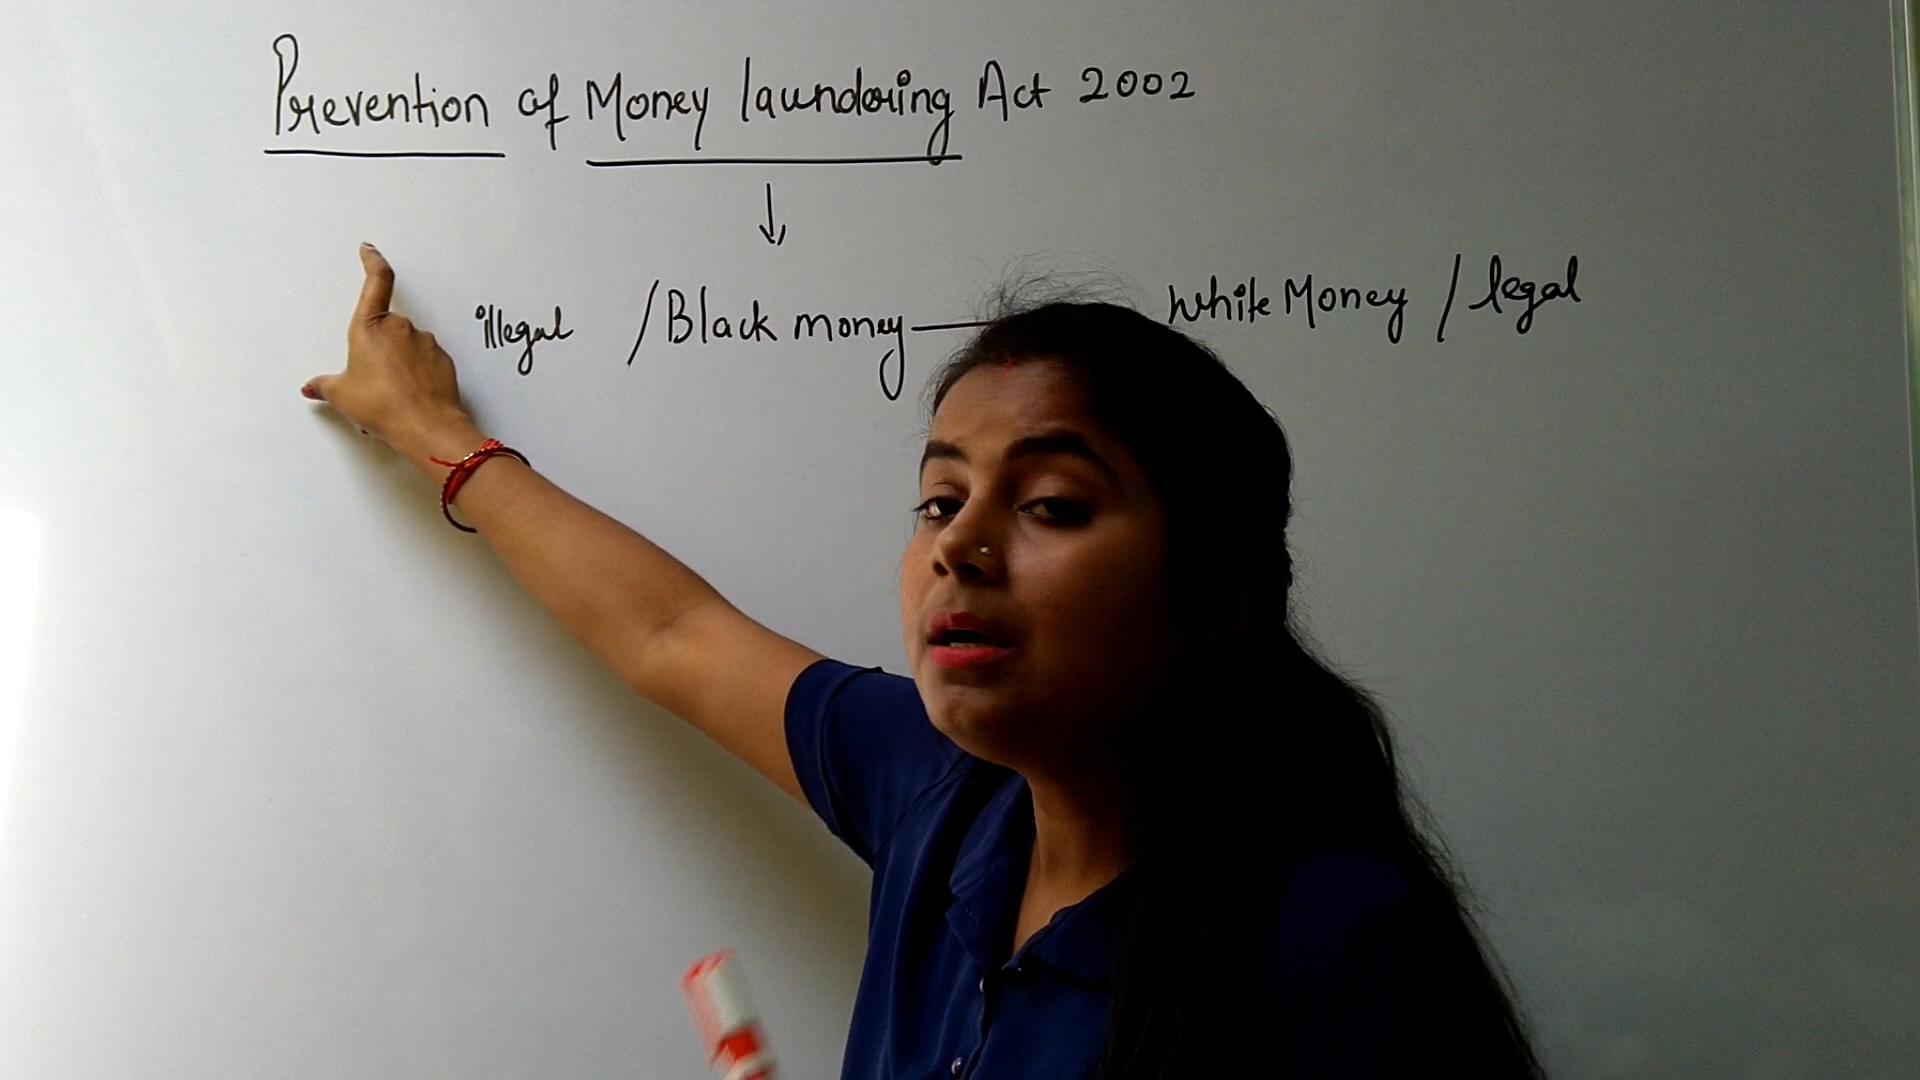 Prevention of Money laundering Act 2002
illegal / Black money — White Money / legal